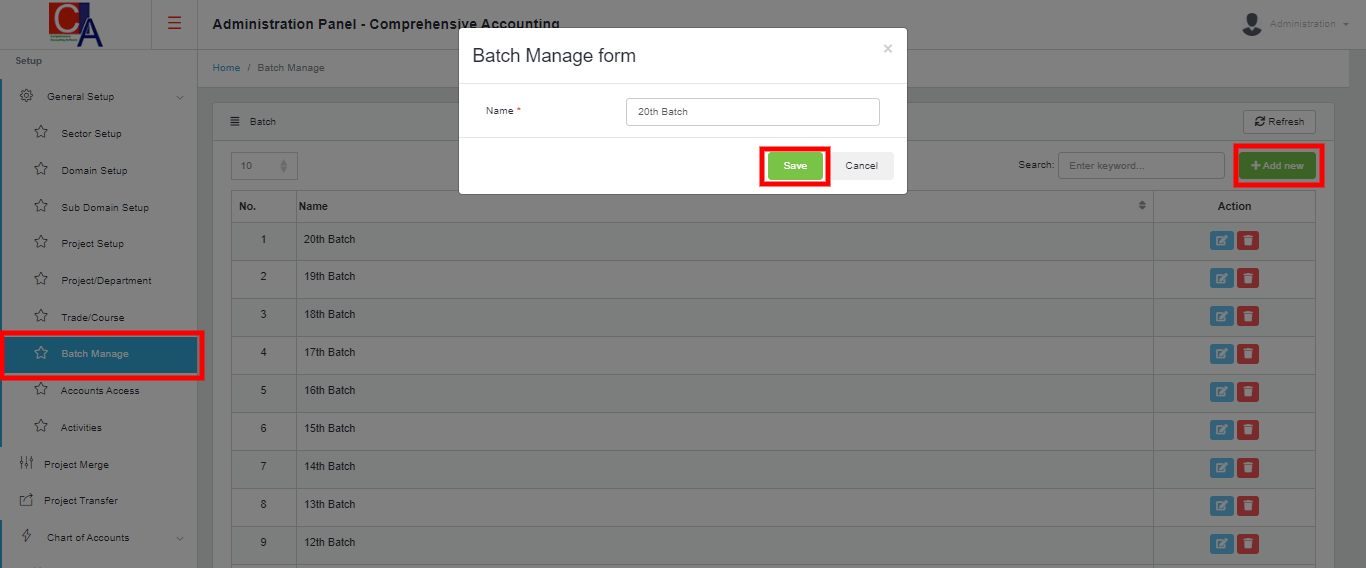 CA
Administration Panel - Comprehensive Accounting
Administration
Setup
General Setup
Sector Setup
Domain Setup
Sub Domain Setup
Project Setup
Project/Department
Trade/Course
Batch Manage
Accounts Access
Activities
Project Merge
Project Transfer
Chart of Accounts
Home / Batch Manage
Batch Manage form
×
Name *
20th Batch
Save
Cancel
Batch
Refresh
10
Search:
Enter keyword...
Add new
No. Name Action
1 20th Batch
2 19th Batch
3 18th Batch
4 17th Batch
5 16th Batch
6 15th Batch
7 14th Batch
8 13th Batch
9 12th Batch